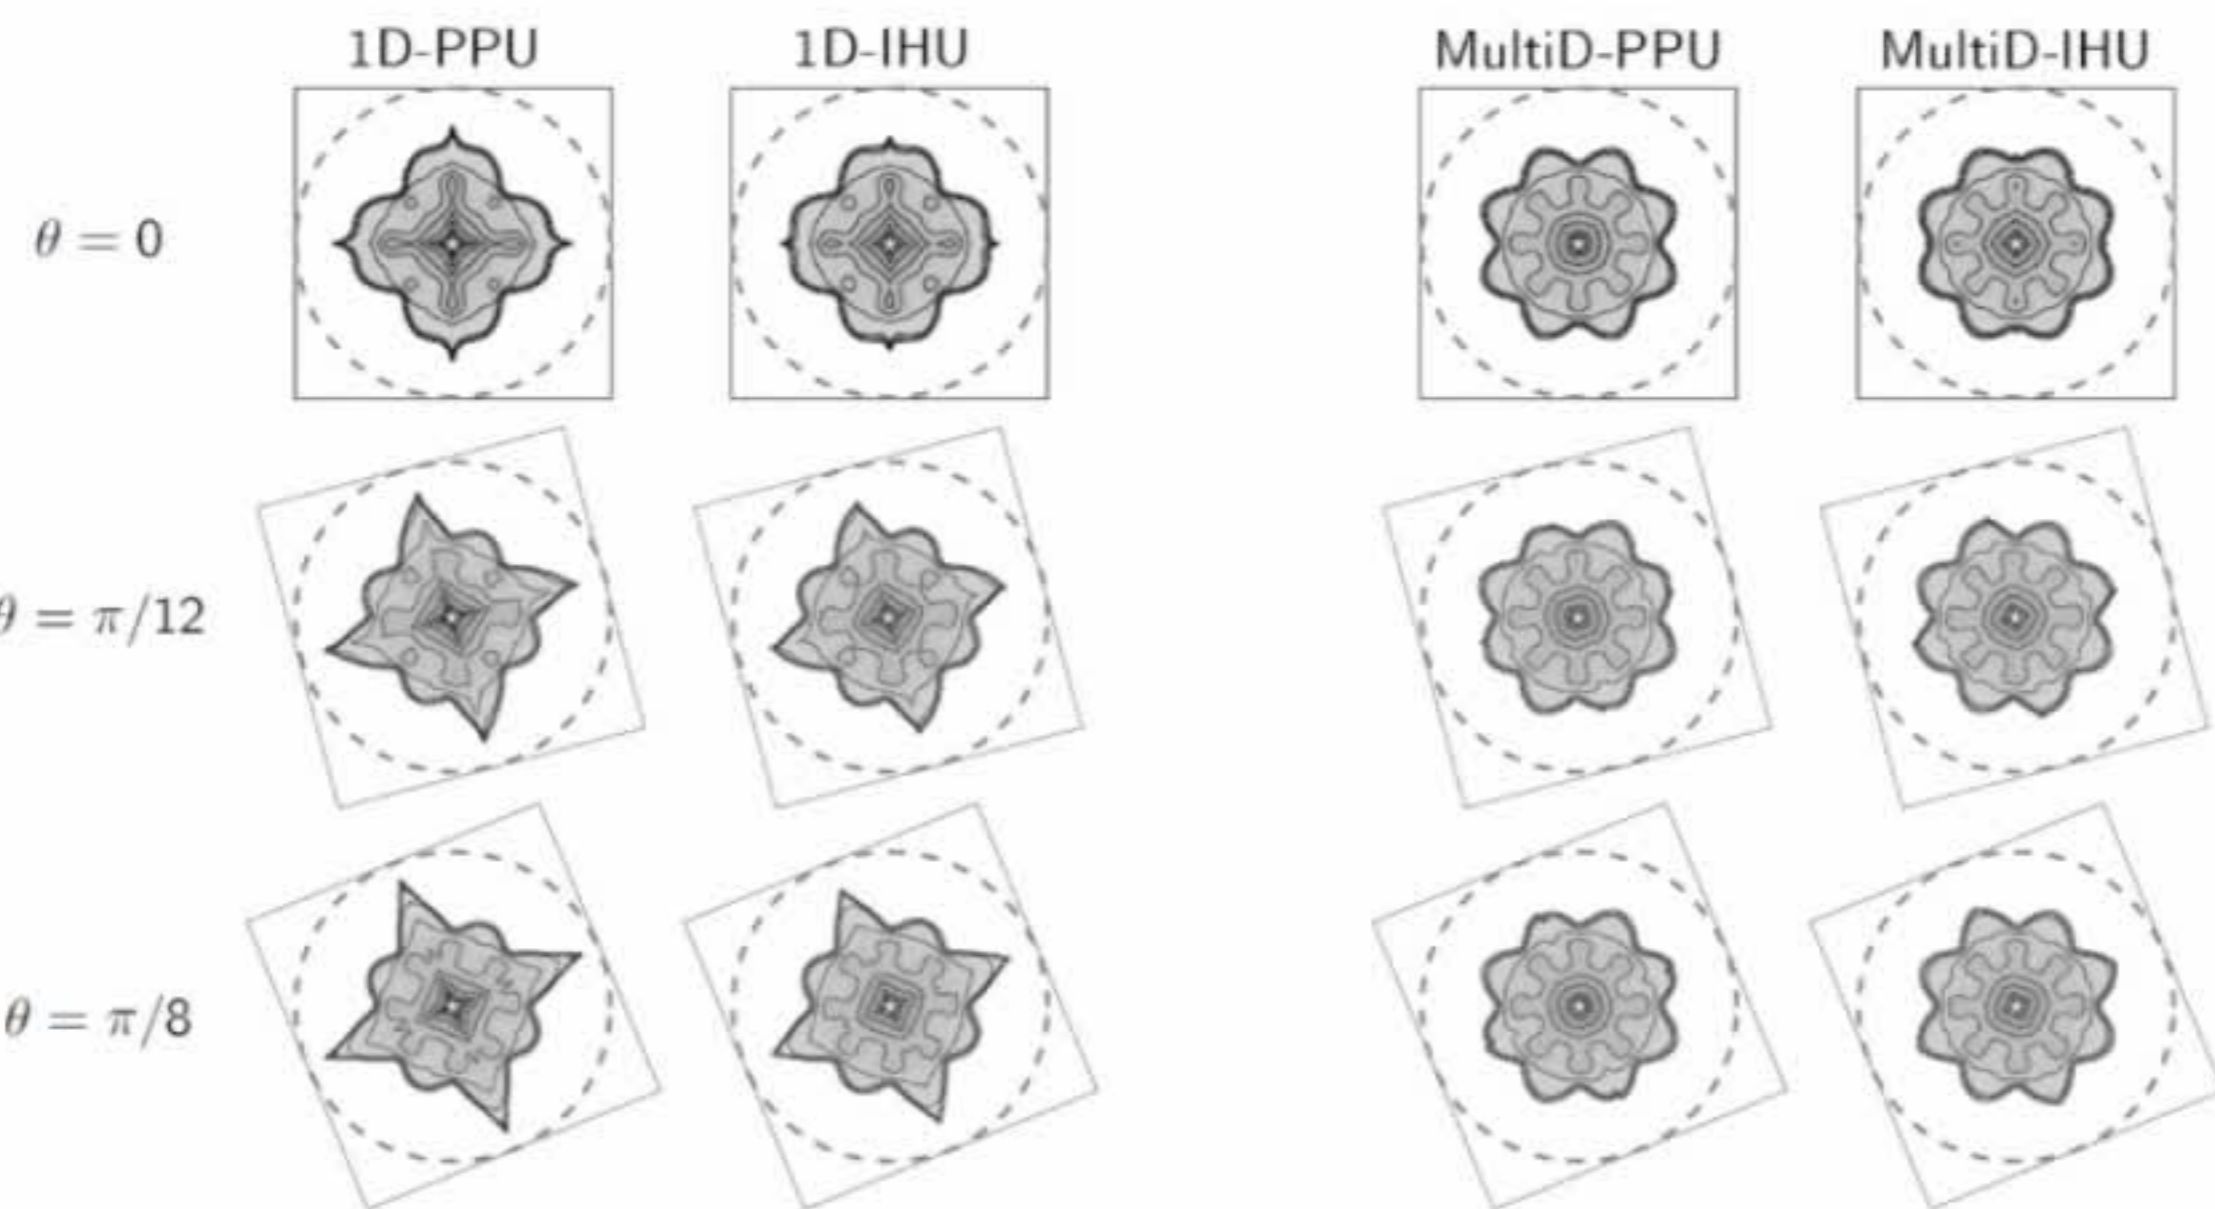 1D-PPU 1D-IHU MultiD-PPU MultiD-IHU
θ = 0
θ = π/12
θ = π/8